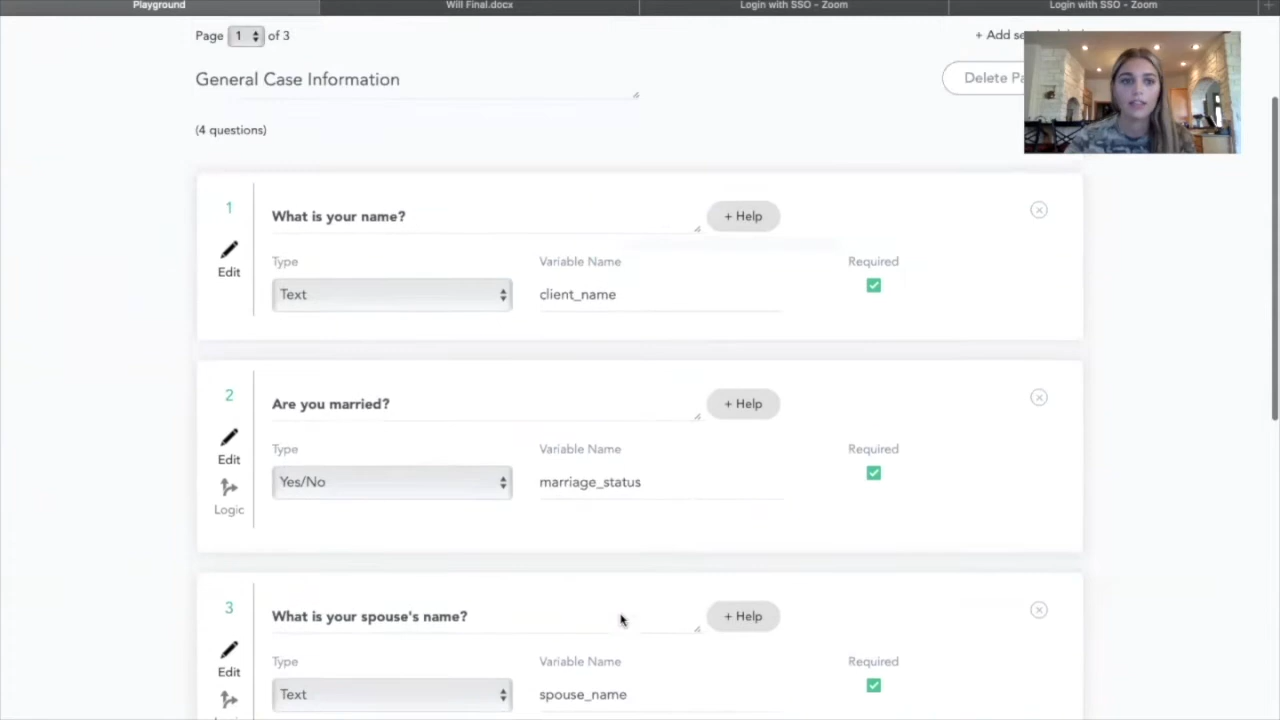 Playground
Will Final.docx
Login with SSO - Zoom
Login with SSO - Zoom
Page 1 of 3
+ Add
General Case Information
Delete
(4 questions)
1
What is your name?
+ Help
Edit
Type
Variable Name
Required
Text
client_name
2
Are you married?
+ Help
Edit
Type
Variable Name
Required
Yes/No
marriage_status
Logic
3
What is your spouse's name?
+ Help
Edit
Type
Variable Name
Required
Text
spouse_name